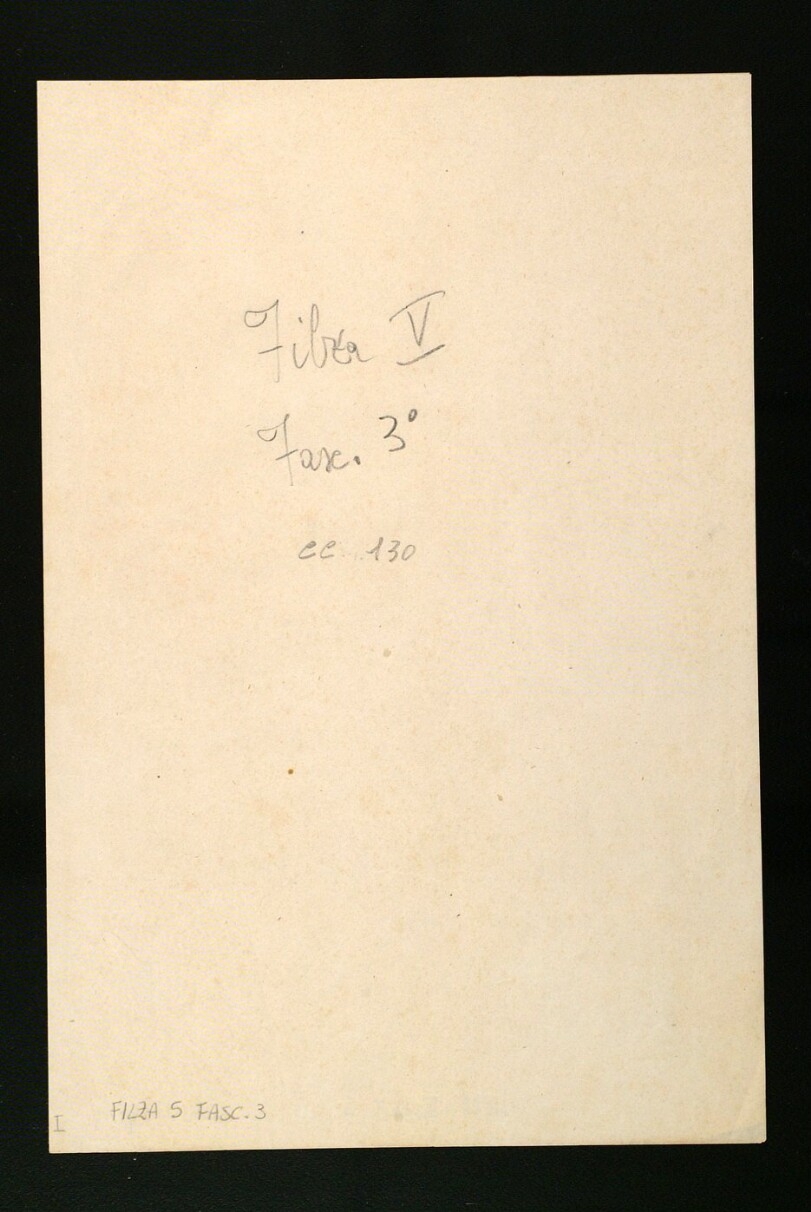 Filza V
Fasc. 3°
cc. 130
FILZA 5 FASC. 3
I